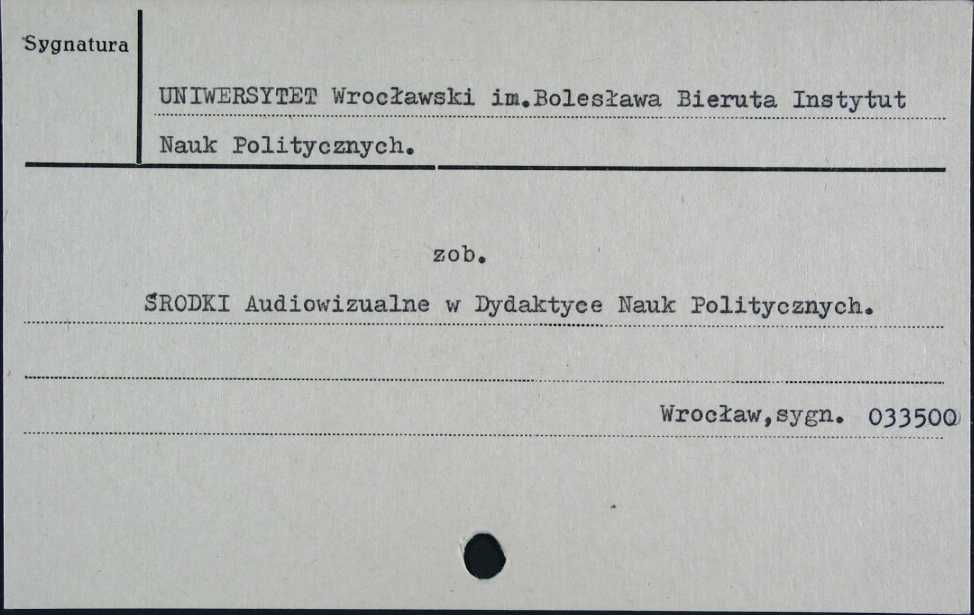 Sygnatura
UNIWERSYTET Wrocławski im.Bolesława Bieruta Instytut
Nauk Politycznych.
zob.
ŚRODKI Audiowizualne w Dydaktyce Nauk Politycznych.
Wrocław,sygn. 033500